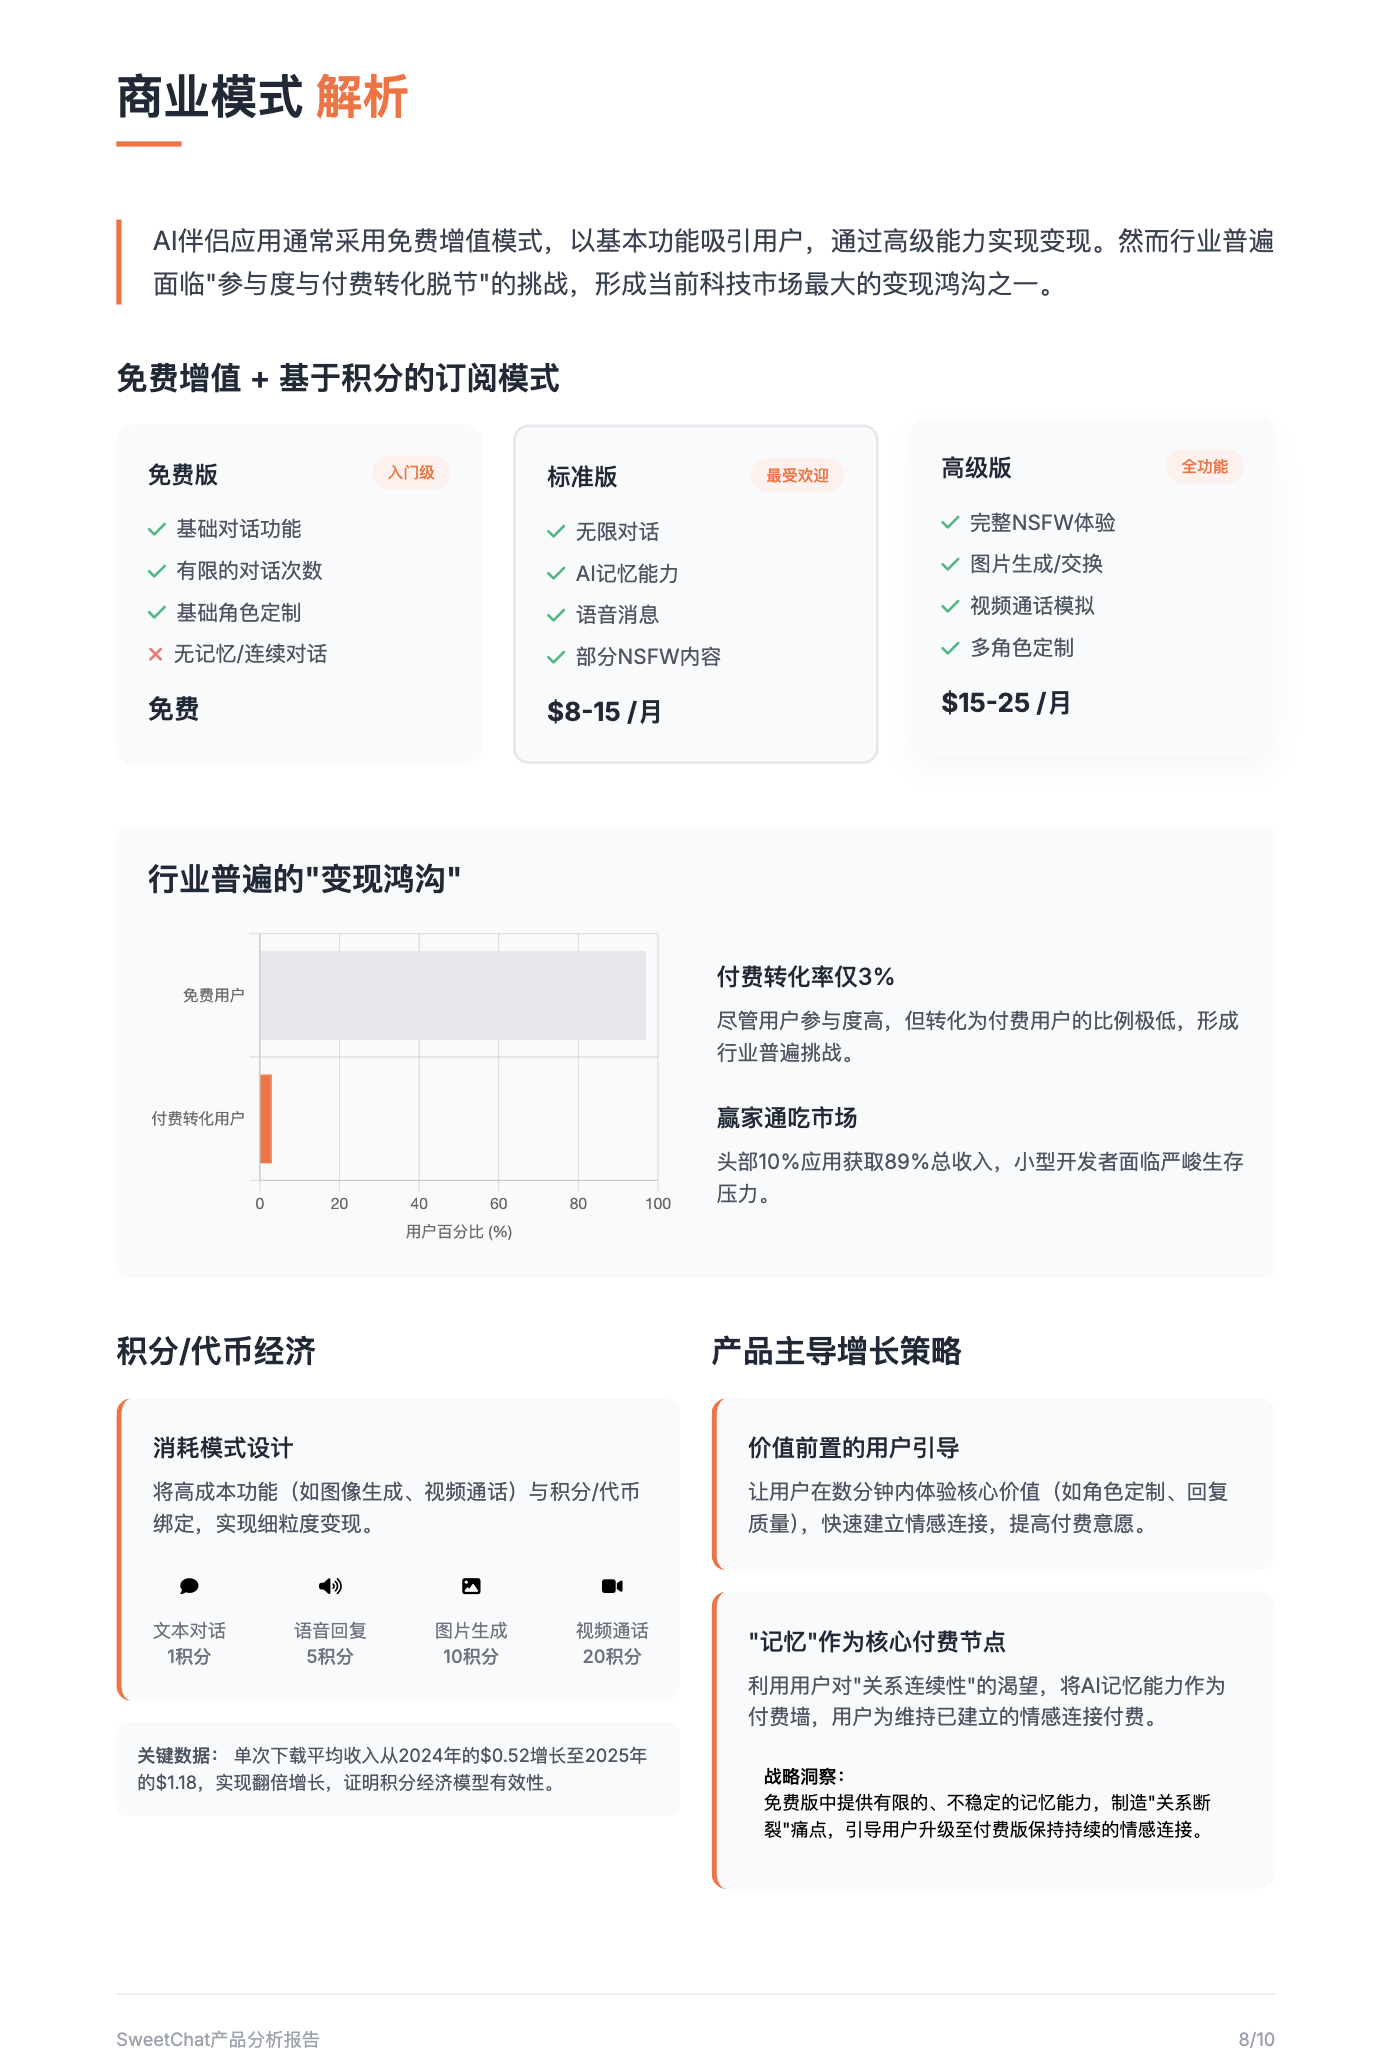 商业模式 解析
AI伴侣应用通常采用免费增值模式，以基本功能吸引用户，通过高级能力实现变现。然而行业普遍
面临"参与度与付费转化脱节"的挑战，形成当前科技市场最大的变现鸿沟之一。
免费增值 + 基于积分的订阅模式
免费版
入门级
基础对话功能
有限的对话次数
基础角色定制
无记忆/连续对话
免费
标准版
最受欢迎
无限对话
AI记忆能力
语音消息
部分NSFW内容
$8-15 /月
高级版
全功能
完整NSFW体验
图片生成/交换
视频通话模拟
多角色定制
$15-25 /月
行业普遍的"变现鸿沟"
免费用户
付费转化用户
0 20 40 60 80 100
用户百分比 (%)
付费转化率仅3%
尽管用户参与度高，但转化为付费用户的比例极低，形成
行业普遍挑战。
赢家通吃市场
头部10%应用获取89%总收入，小型开发者面临严峻生存
压力。
积分/代币经济
消耗模式设计
将高成本功能（如图像生成、视频通话）与积分/代币
绑定，实现细粒度变现。
文本对话
1积分
语音回复
5积分
图片生成
10积分
视频通话
20积分
关键数据： 单次下载平均收入从2024年的$0.52增长至2025年
的$1.18，实现翻倍增长，证明积分经济模型有效性。
产品主导增长策略
价值前置的用户引导
让用户在数分钟内体验核心价值（如角色定制、回复
质量），快速建立情感连接，提高付费意愿。
"记忆"作为核心付费节点
利用用户对"关系连续性"的渴望，将AI记忆能力作为
付费墙，用户为维持已建立的情感连接付费。
战略洞察：
免费版中提供有限的、不稳定的记忆能力，制造"关系断
裂"痛点，引导用户升级至付费版保持持续的情感连接。
SweetChat产品分析报告
8/10